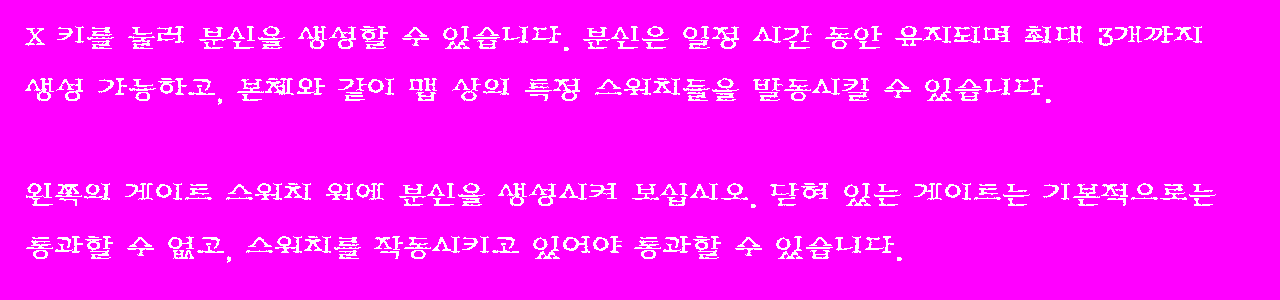 X 키를 눌러 분신을 생성할 수 있습니다. 분신은 일정 시간 동안 유지되며 최대 3개까지
생성 가능하고, 본체와 같이 맵 상의 특정 스위치들을 발동시킬 수 있습니다.
왼쪽의 게이트 스위치 위에 분신을 생성시켜 보십시오. 닫혀 있는 게이트는 기본적으로는
통과할 수 없고, 스위치를 작동시키고 있어야 통과할 수 있습니다.